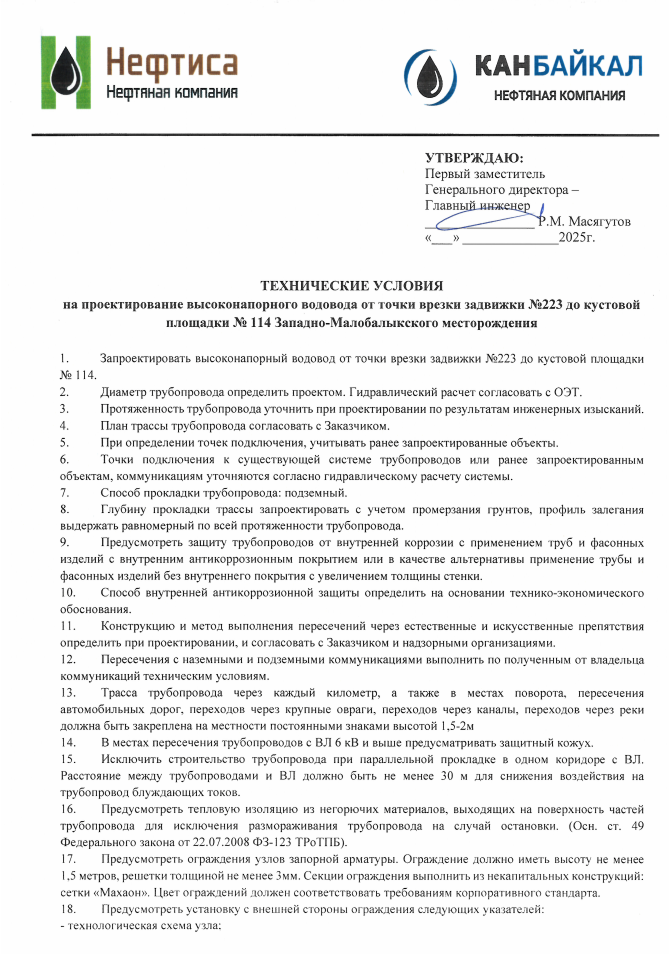 Нефтиса
Нефтяная компания
КАНБАЙКАЛ
НЕФТЯНАЯ КОМПАНИЯ
УТВЕРЖДАЮ:
Первый заместитель
Генерального директора –
Главный инженер
________________ Р.М. Масягутов
«___» ______________2025г.
ТЕХНИЧЕСКИЕ УСЛОВИЯ
на проектирование высоконапорного водовода от точки врезки задвижки №223 до кустовой
площадки № 114 Западно-Малобалыкского месторождения
1. Запроектировать высоконапорный водовод от точки врезки задвижки №223 до кустовой площадки
№ 114.
2. Диаметр трубопровода определить проектом. Гидравлический расчет согласовать с ОЭТ.
3. Протяженность трубопровода уточнить при проектировании по результатам инженерных изысканий.
4. План трассы трубопровода согласовать с Заказчиком.
5. При определении точек подключения, учитывать ранее запроектированные объекты.
6. Точки подключения к существующей системе трубопроводов или ранее запроектированным
объектам, коммуникациям уточняются согласно гидравлическому расчету системы.
7. Способ прокладки трубопровода: подземный.
8. Глубину прокладки трассы запроектировать с учетом промерзания грунтов, профиль залегания
выдержать равномерный по всей протяженности трубопровода.
9. Предусмотреть защиту трубопроводов от внутренней коррозии с применением труб и фасонных
изделий с внутренним антикоррозионным покрытием или в качестве альтернативы применение трубы и
фасонных изделий без внутреннего покрытия с увеличением толщины стенки.
10. Способ внутренней антикоррозионной защиты определить на основании технико-экономического
обоснования.
11. Конструкцию и метод выполнения пересечений через естественные и искусственные препятствия
определить при проектировании, и согласовать с Заказчиком и надзорными организациями.
12. Пересечения с наземными и подземными коммуникациями выполнить по полученным от владельца
коммуникаций техническим условиям.
13. Трасса трубопровода через каждый километр, а также в местах поворота, пересечения
автомобильных дорог, переходов через крупные овраги, переходов через каналы, переходов через реки
должна быть закреплена на местности постоянными знаками высотой 1,5-2м
14. В местах пересечения трубопроводов с ВЛ 6 кВ и выше предусматривать защитный кожух.
15. Исключить строительство трубопровода при параллельной прокладке в одном коридоре с ВЛ.
Расстояние между трубопроводами и ВЛ должно быть не менее 30 м для снижения воздействия на
трубопровод блуждающих токов.
16. Предусмотреть тепловую изоляцию из негорючих материалов, выходящих на поверхность частей
трубопровода для исключения размораживания трубопровода на случай остановки. (Осн. ст. 49
Федерального закона от 22.07.2008 ФЗ-123 ТРоТПБ).
17. Предусмотреть ограждения узлов запорной арматуры. Ограждение должно иметь высоту не менее
1,5 метров, решетки толщиной не менее 3мм. Секции ограждения выполнить из некапитальных конструкций:
сетки «Махаон». Цвет ограждений должен соответствовать требованиям корпоративного стандарта.
18. Предусмотреть установку с внешней стороны ограждения следующих указателей:
- технологическая схема узла;